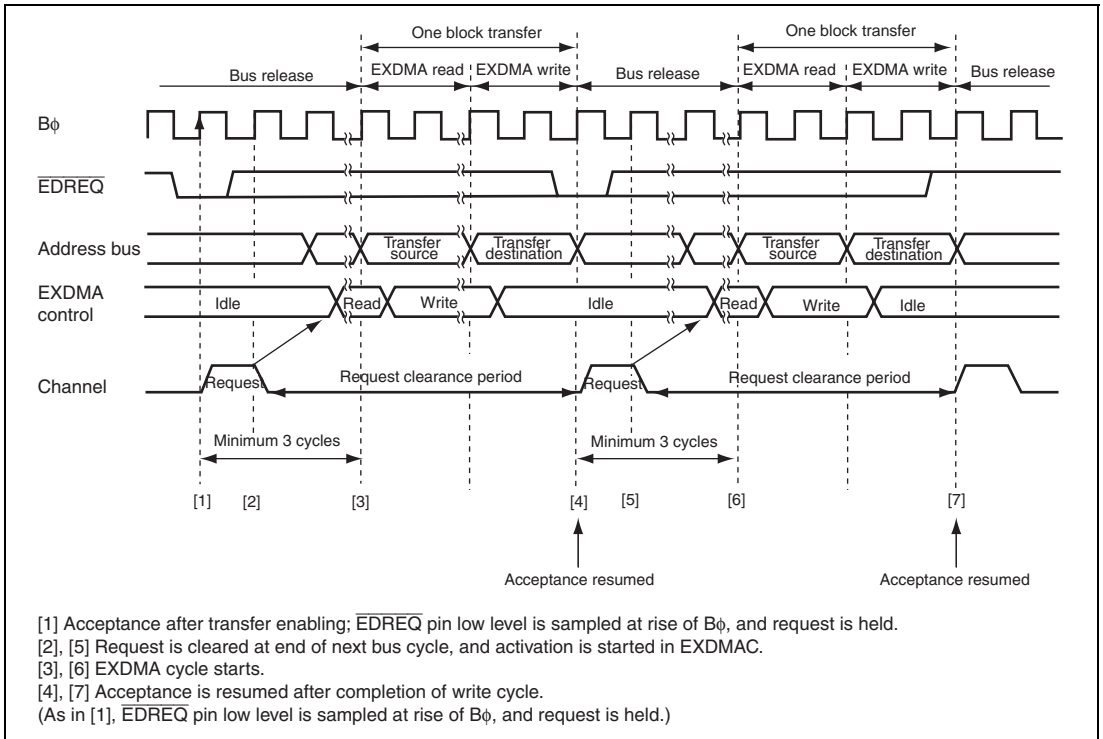 One block transfer
One block transfer
Bus release
EXDMA read
EXDMA write
Bus release
EXDMA read
EXDMA write
Bus release
Bϕ
EDREQ
Address bus
Transfer source
Transfer destination
Transfer source
Transfer destination
EXDMA control
Idle
Read
Write
Idle
Read
Write
Idle
Channel
Request
Request clearance period
Request
Request clearance period
Minimum 3 cycles
Minimum 3 cycles
[1]
[2]
[3]
[4]
[5]
[6]
[7]
Acceptance resumed
Acceptance resumed
[1] Acceptance after transfer enabling; EDREQ pin low level is sampled at rise of Bϕ, and request is held.
[2], [5] Request is cleared at end of next bus cycle, and activation is started in EXDMAC.
[3], [6] EXDMA cycle starts.
[4], [7] Acceptance is resumed after completion of write cycle.
(As in [1], EDREQ pin low level is sampled at rise of Bϕ, and request is held.)